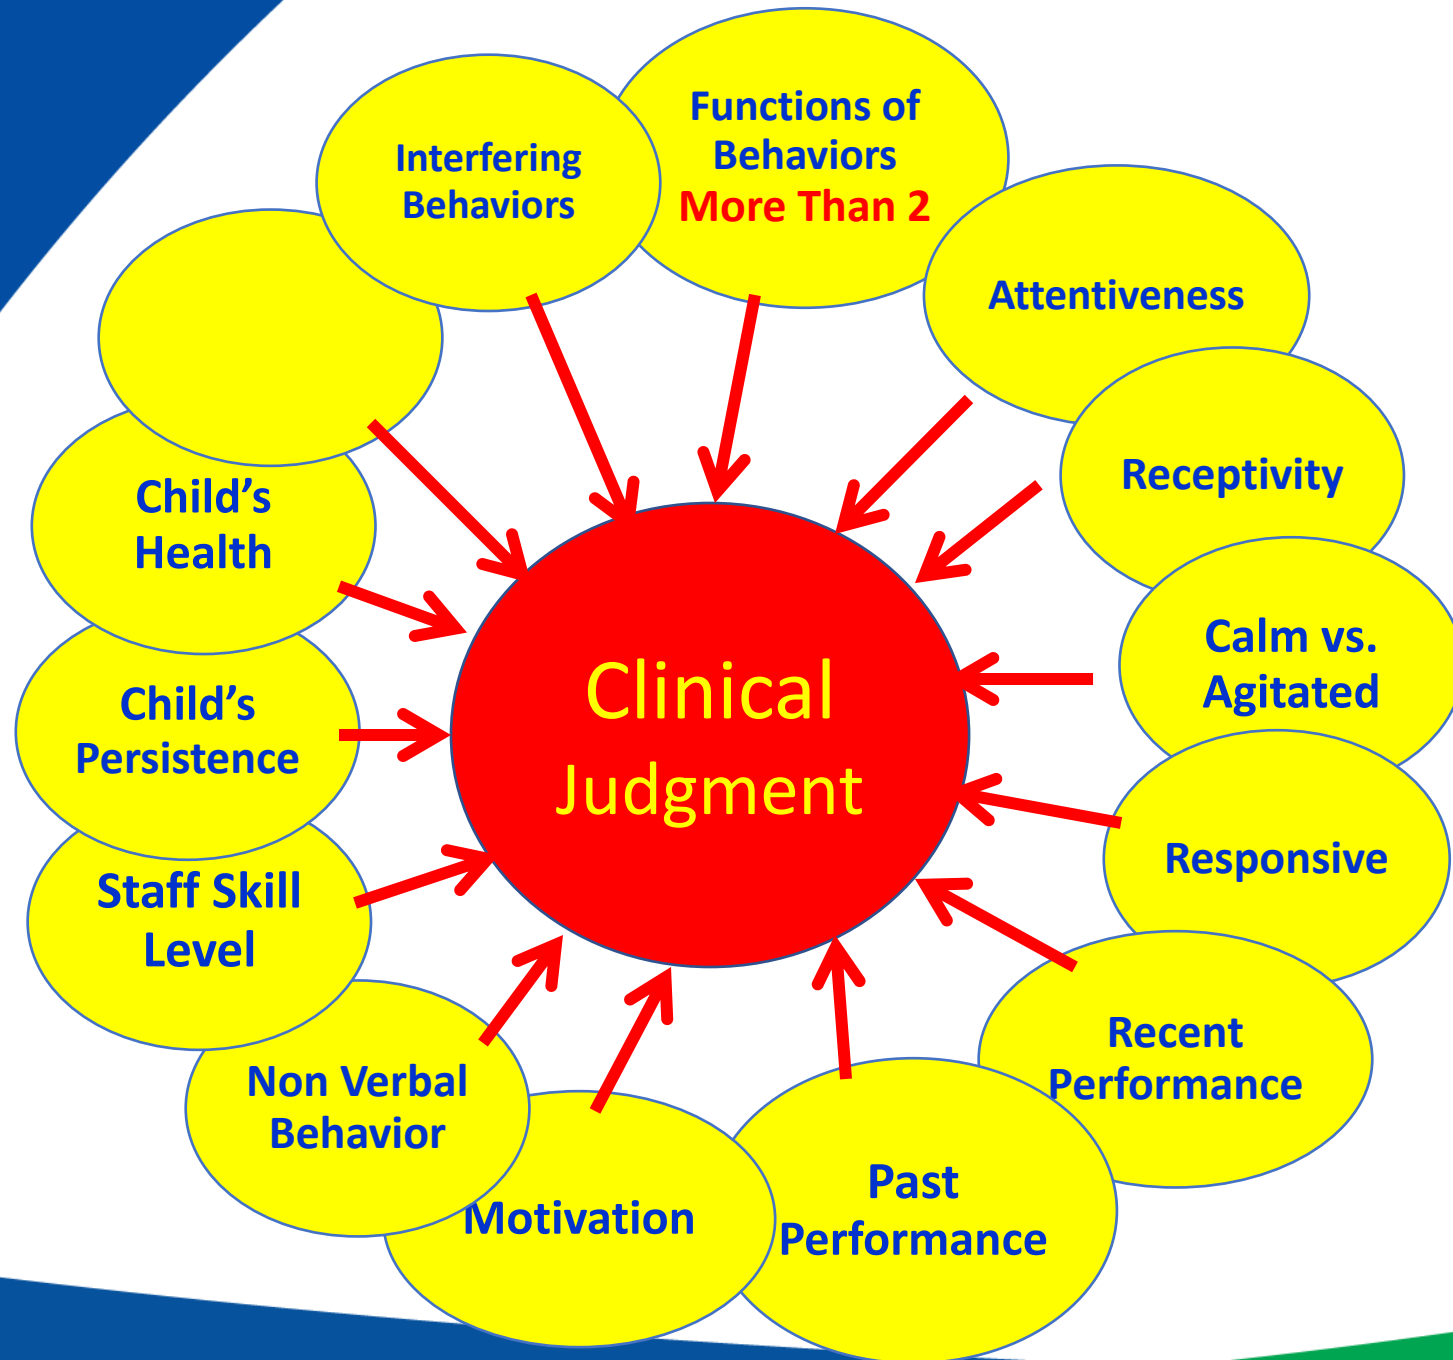 Functions of
Behaviors
More Than 2
Attentiveness
Receptivity
Calm vs.
Agitated
Responsive
Recent
Performance
Past
Performance
Motivation
Non Verbal
Behavior
Staff Skill
Level
Child’s
Persistence
Child’s
Health
Interfering
Behaviors
Clinical
Judgment